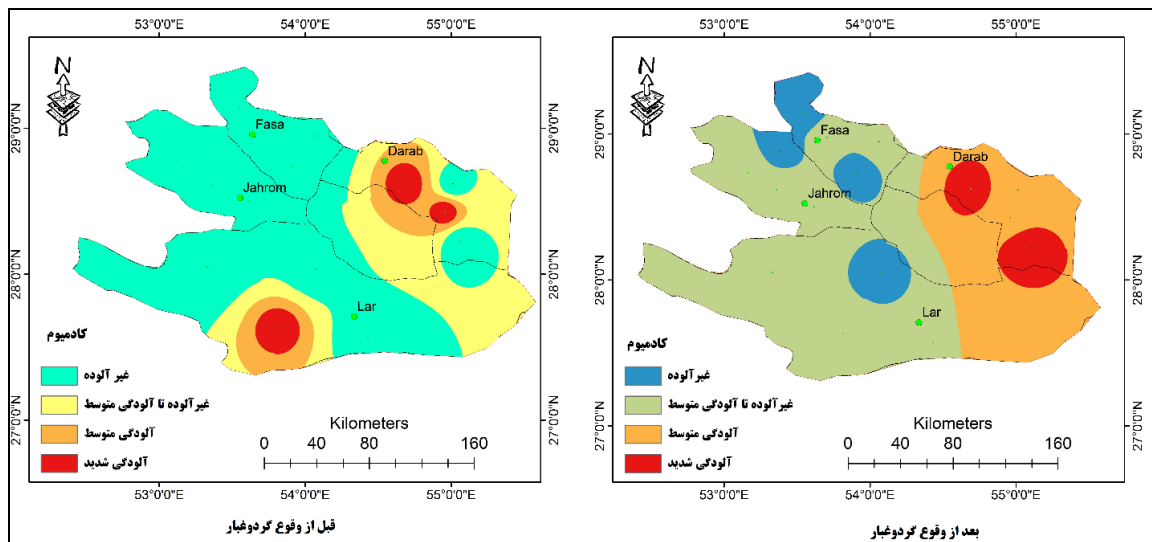 53°0'0"E 54°0'0"E 55°0'0"E
29°0'0"N
28°0'0"N
27°0'0"N
N
Fasa
Darab
Jahrom
Lar
کادمیوم
غیر آلوده
غیرآلوده تا آلودگی متوسط
آلودگی متوسط
آلودگی شدید
Kilometers
0 40 80 160
29°0'0"N
28°0'0"N
27°0'0"N
53°0'0"E 54°0'0"E 55°0'0"E
قبل از وقوع گردوغبار
53°0'0"E 54°0'0"E 55°0'0"E
29°0'0"N
28°0'0"N
27°0'0"N
N
Fasa
Darab
Jahrom
Lar
کادمیوم
غیرآلوده
غیرآلوده تا آلودگی متوسط
آلودگی متوسط
آلودگی شدید
Kilometers
0 40 80 160
29°0'0"N
28°0'0"N
27°0'0"N
53°0'0"E 54°0'0"E 55°0'0"E
بعد از وقوع گردوغبار